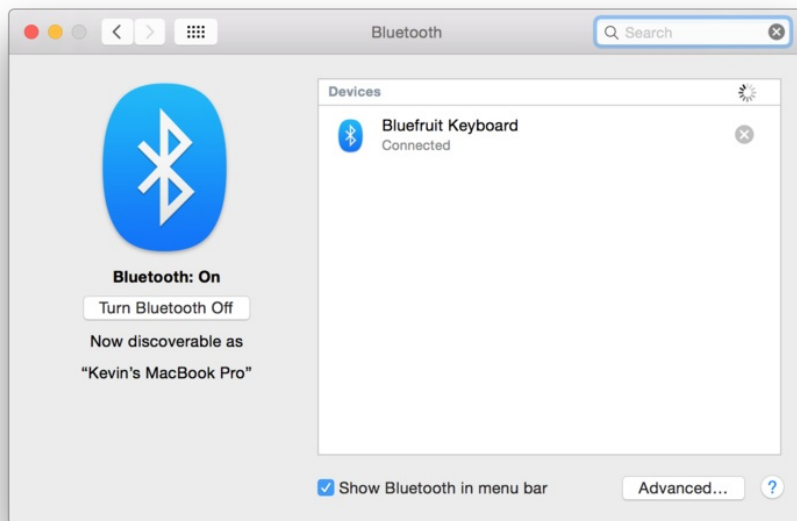 Bluetooth
Search
Devices
Bluefruit Keyboard
Connected
Bluetooth: On
Turn Bluetooth Off
Now discoverable as
“Kevin’s MacBook Pro”
Show Bluetooth in menu bar
Advanced...
?